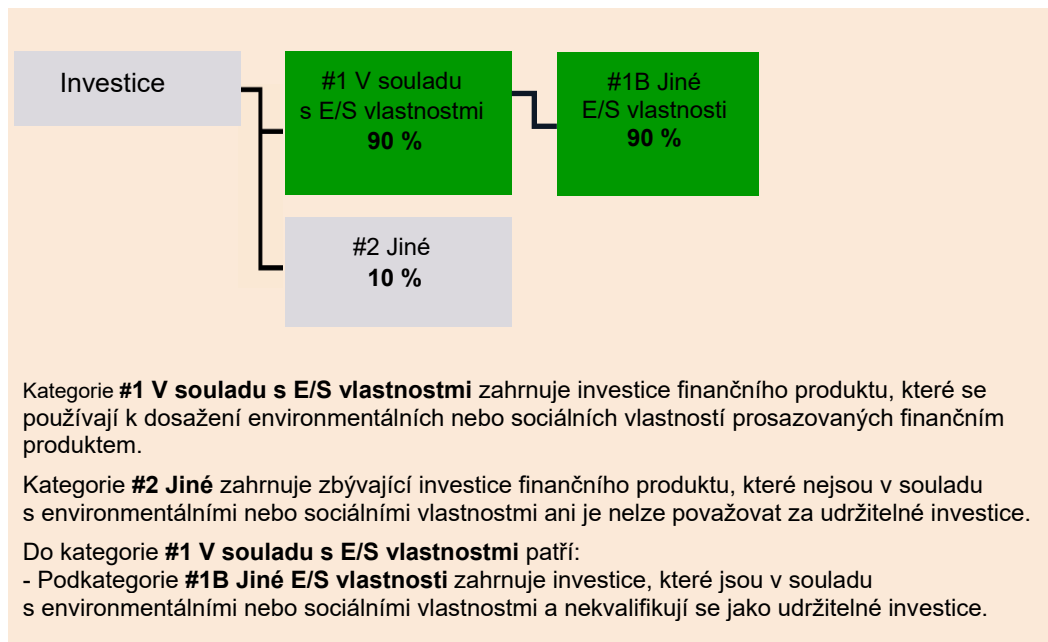 Investice
#1 V souladu
s E/S vlastnostmi
90 %
#1B Jiné
E/S vlastnosti
90 %
#2 Jiné
10 %
Kategorie #1 V souladu s E/S vlastnostmi zahrnuje investice finančního produktu, které se
používají k dosažení environmentálních nebo sociálních vlastností prosazovaných finančním
produktem.
Kategorie #2 Jiné zahrnuje zbývající investice finančního produktu, které nejsou v souladu
s environmentálními nebo sociálními vlastnostmi ani je nelze považovat za udržitelné investice.
Do kategorie #1 V souladu s E/S vlastnostmi patří:
- Podkategorie #1B Jiné E/S vlastnosti zahrnuje investice, které jsou v souladu
s environmentálními nebo sociálními vlastnostmi a nekvalifikují se jako udržitelné investice.